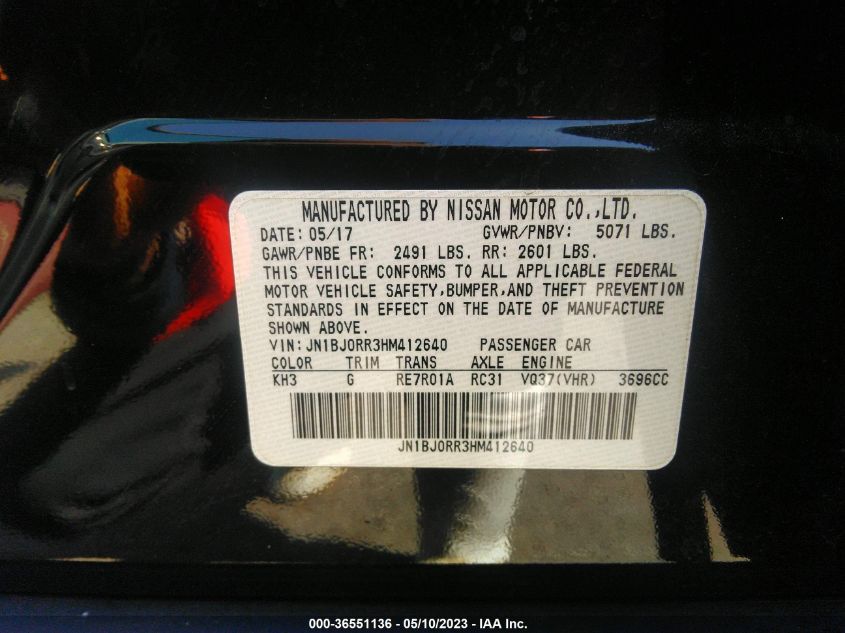 MANUFACTURED BY NISSAN MOTOR CO.,LTD.
DATE: 05/17 GVWR/PNBV: 5071 LBS.
GAWR/PNBE FR: 2491 LBS. RR: 2601 LBS.
THIS VEHICLE CONFORMS TO ALL APPLICABLE FEDERAL
MOTOR VEHICLE SAFETY,BUMPER,AND THEFT PREVENTION
STANDARDS IN EFFECT ON THE DATE OF MANUFACTURE
SHOWN ABOVE.
VIN: JN1BJ0RR3HM412640 PASSENGER CAR
COLOR TRIM TRANS AXLE ENGINE
KH3 G RE7R01A RC31 VQ37(VHR) 3696CC
JN1BJ0RR3HM412640
000-36551136 - 05/10/2023 - IAA Inc.